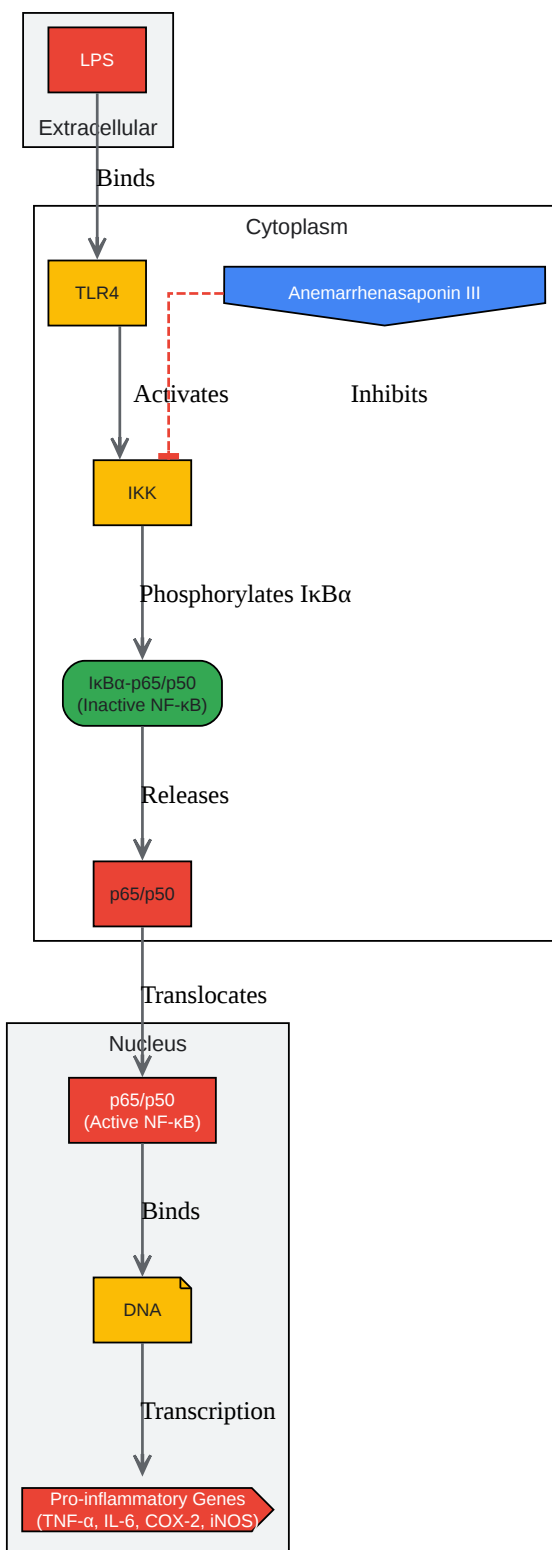 LPS
Extracellular
Binds
Cytoplasm
TLR4
Anemarrhenasaponin III
Activates
Inhibits
IKK
Phosphorylates IκBα
IκBα-p65/p50
(Inactive NF-κB)
Releases
p65/p50
Translocates
Nucleus
p65/p50
(Active NF-κB)
Binds
DNA
Transcription
Pro-inflammatory Genes
(TNF-α, IL-6, COX-2, iNOS)